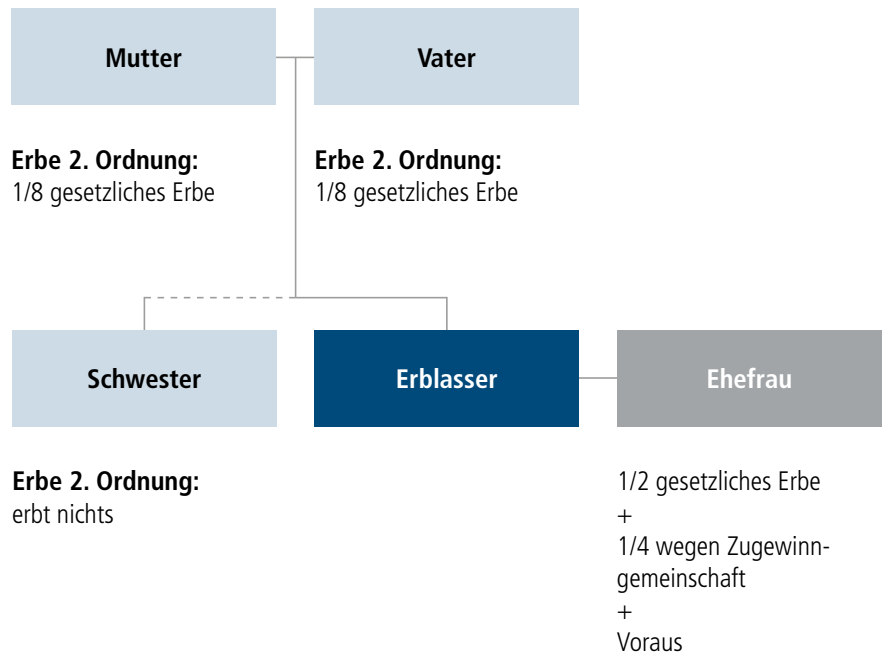 Mutter
Vater
Erbe 2. Ordnung:
1/8 gesetzliches Erbe
Erbe 2. Ordnung:
1/8 gesetzliches Erbe
Schwester
Erblasser
Ehefrau
Erbe 2. Ordnung:
erbt nichts
1/2 gesetzliches Erbe
+
1/4 wegen Zugewinn-
gemeinschaft
+
Voraus